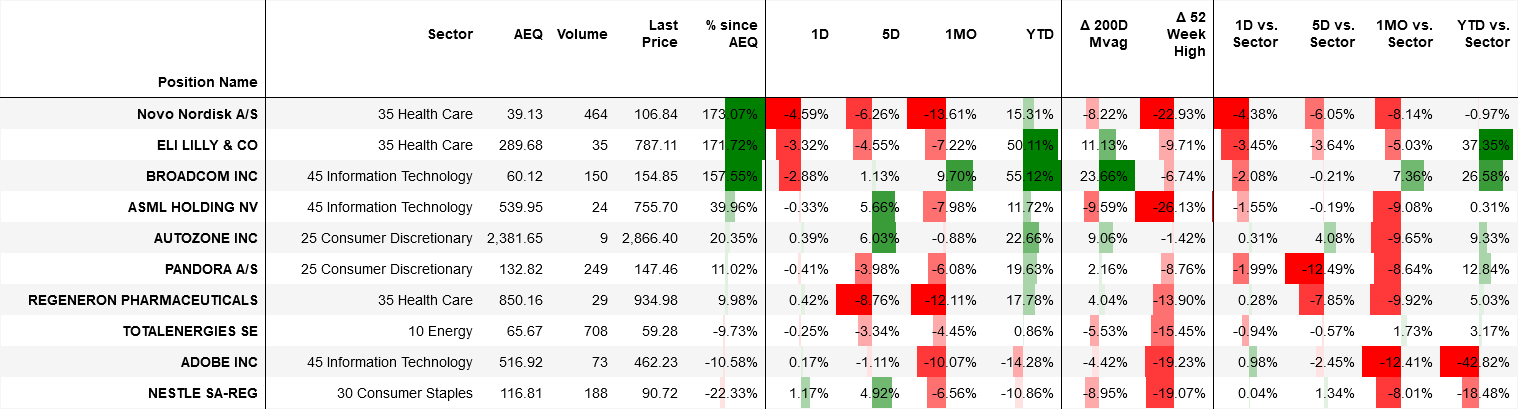 Position Name Sector AEQ Volume Last Price % since AEQ 1D 5D 1MO YTD Δ 200D Mvag Δ 52 Week High 1D vs. Sector 5D vs. Sector 1MO vs. Sector YTD vs. Sector
Novo Nordisk A/S 35 Health Care 39.13 464 106.84 173.07% -4.59% -6.26% -13.61% 15.31% -8.22% -22.93% -4.38% -6.05% -8.14% -0.97%
ELI LILLY & CO 35 Health Care 289.68 35 787.11 171.72% -3.32% -4.55% -7.22% 50.11% 11.13% -9.71% -3.45% -3.64% -5.03% 37.35%
BROADCOM INC 45 Information Technology 60.12 150 154.85 157.55% -2.88% 1.13% 9.70% 55.12% 23.66% -6.74% -2.08% -0.21% 7.36% 26.58%
ASML HOLDING NV 45 Information Technology 539.95 24 755.70 39.96% -0.33% 5.66% -7.98% 11.72% -9.59% -26.13% -1.55% -0.19% -9.08% 0.31%
AUTOZONE INC 25 Consumer Discretionary 2,381.65 9 2,866.40 20.35% 0.39% 6.03% -0.88% 22.66% 9.06% -1.42% 0.31% 4.08% -9.65% 9.33%
PANDORA A/S 25 Consumer Discretionary 132.82 249 147.46 11.02% -0.41% -3.98% -6.08% 19.63% 2.16% -8.76% -1.99% -12.49% -8.64% 12.84%
REGENERON PHARMACEUTICALS 35 Health Care 850.16 29 934.98 9.98% 0.42% -8.76% -12.11% 17.78% 4.04% -13.90% 0.28% -7.85% -9.92% 5.03%
TOTALENERGIES SE 10 Energy 65.67 708 59.28 -9.73% -0.25% -3.34% -4.45% 0.86% -5.53% -15.45% -0.94% -0.57% 1.73% 3.17%
ADOBE INC 45 Information Technology 516.92 73 462.23 -10.58% 0.17% -1.11% -10.07% -14.28% -4.42% -19.23% 0.98% -2.45% -12.41% -42.82%
NESTLE SA-REG 30 Consumer Staples 116.81 188 90.72 -22.33% 1.17% 4.92% -6.56% -10.86% -8.95% -19.07% 0.04% 1.34% -8.01% -18.48%